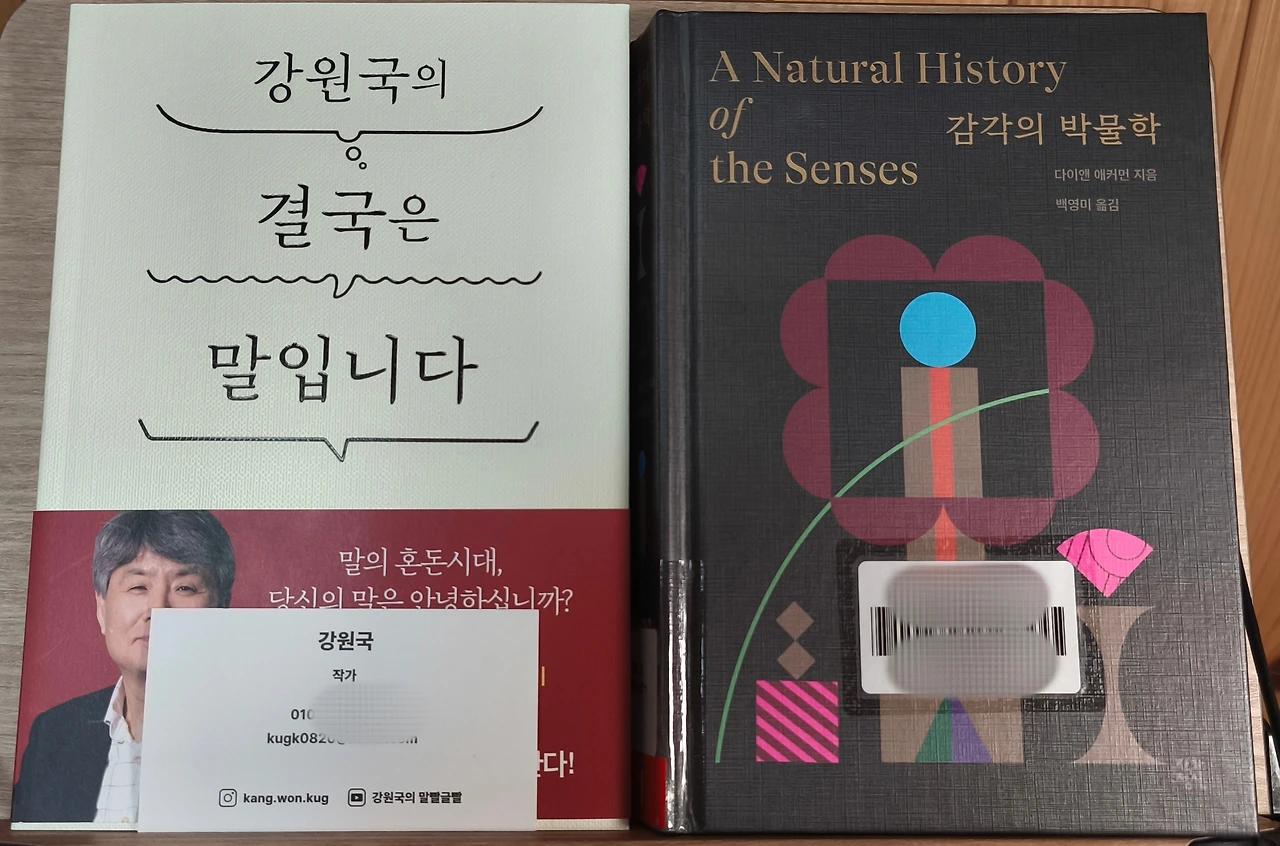 강원국의
결국은
말입니다
말의 혼돈시대,
당신의 말은 안녕하십니까?
강원국
작가
010
kugk0820@
kang.won.kug
강원국의 말빨글빨
A Natural History
of
the Senses
감각의 박물학
다이앤 애커먼 지음
백영미 옮김